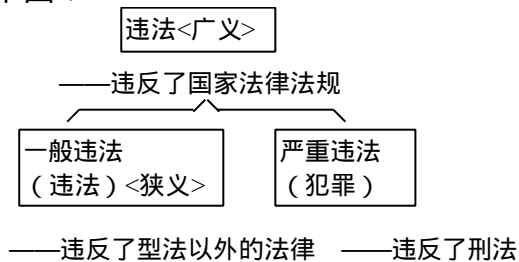 违法<广义>
——违反了国家法律法规
一般违法 严重违法
（违法）<狭义> （犯罪）
——违反了型法以外的法律 ——违反了刑法